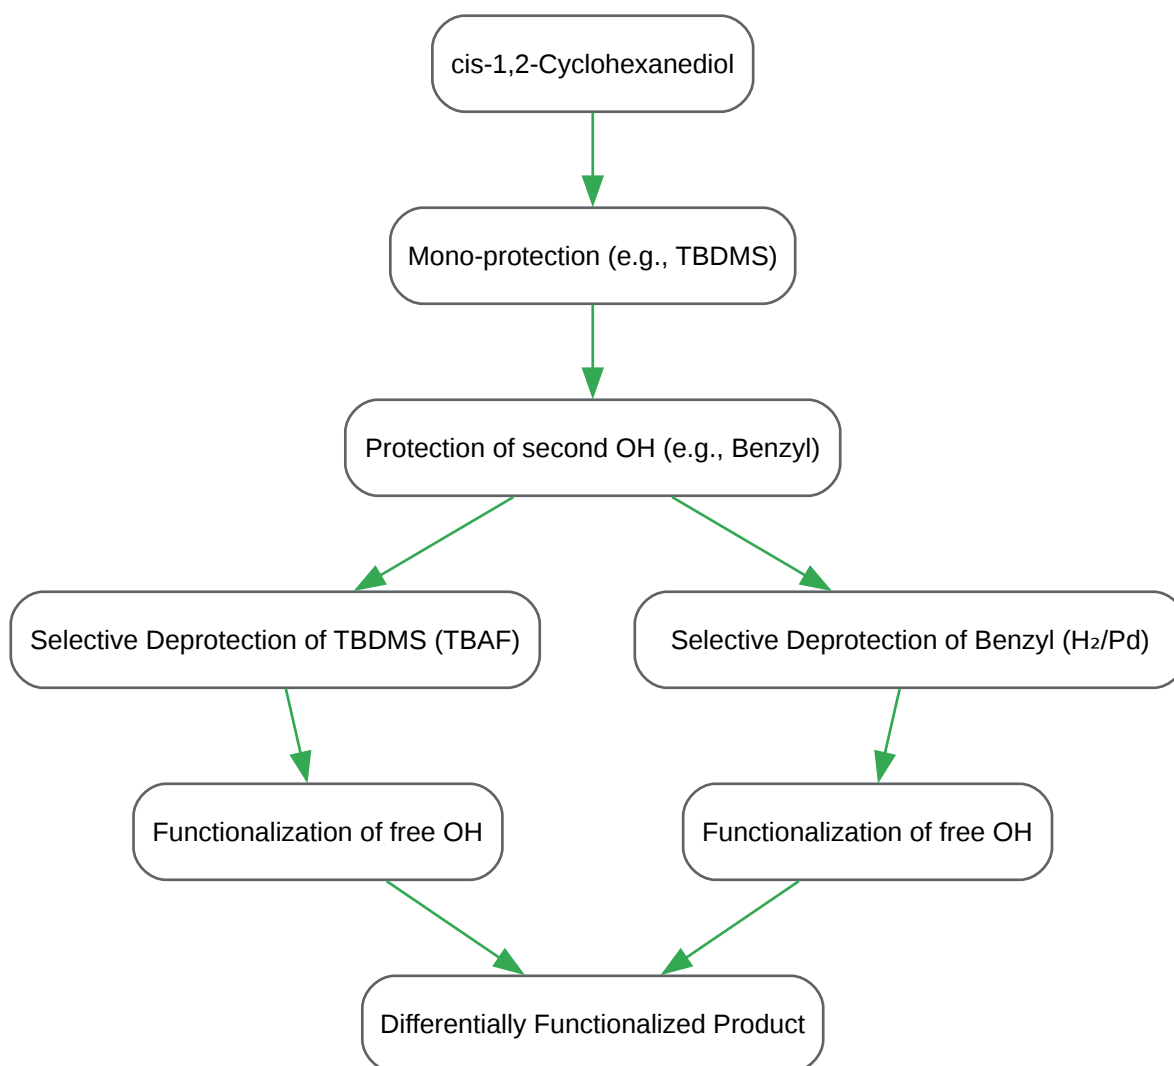 cis-1,2-Cyclohexanediol
Mono-protection (e.g., TBDMS)
Protection of second OH (e.g., Benzyl)
Selective Deprotection of TBDMS (TBAF)
Selective Deprotection of Benzyl (H₂/Pd)
Functionalization of free OH
Functionalization of free OH
Differentially Functionalized Product